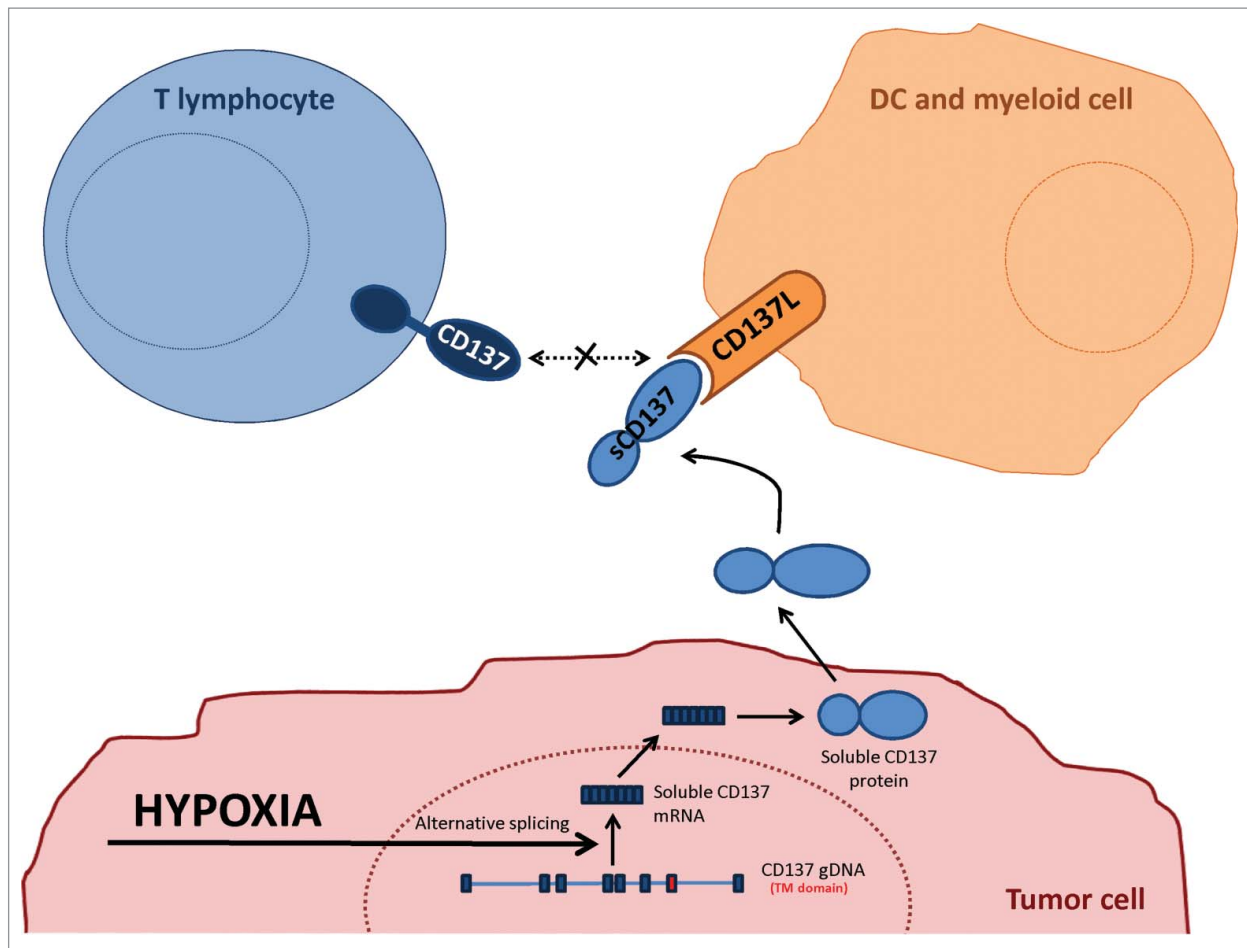 T lymphocyte
DC and myeloid cell
CD137
CD137L
sCD137
Soluble CD137
protein
Soluble CD137
mRNA
HYPOXIA
Alternative splicing
CD137 gDNA
(TM domain)
Tumor cell